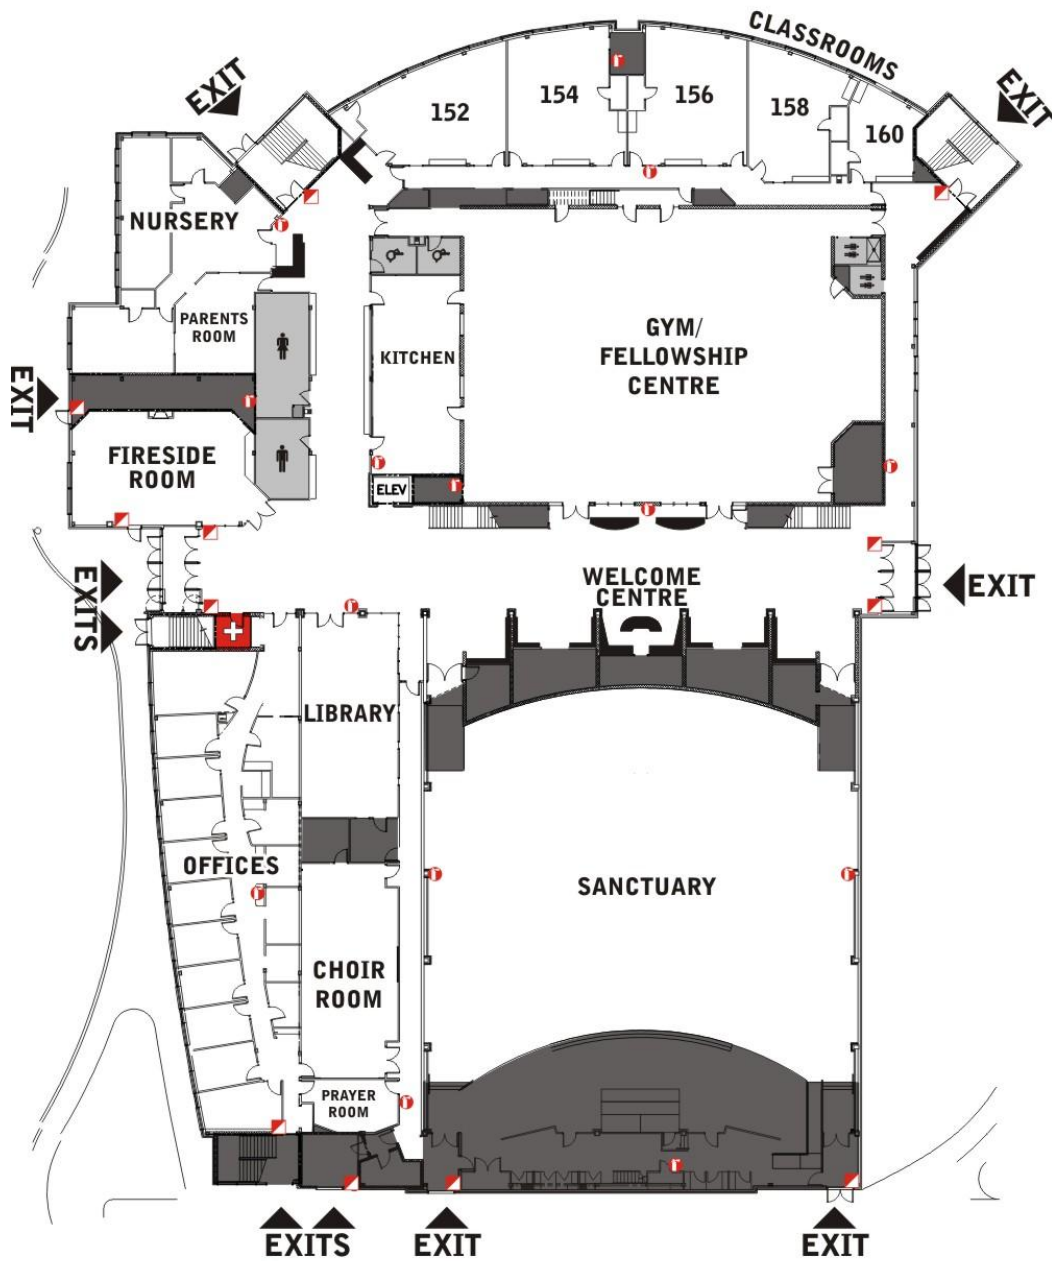 CLASSROOMS
EXIT
EXIT
152
154
156
158
160
NURSERY
PARENTS
ROOM
KITCHEN
GYM/
FELLOWSHIP
CENTRE
EXIT
FIRESIDE
ROOM
ELEV
WELCOME
CENTRE
EXITS
EXIT
LIBRARY
OFFICES
SANCTUARY
CHOIR
ROOM
PRAYER
ROOM
EXITS
EXIT
EXIT